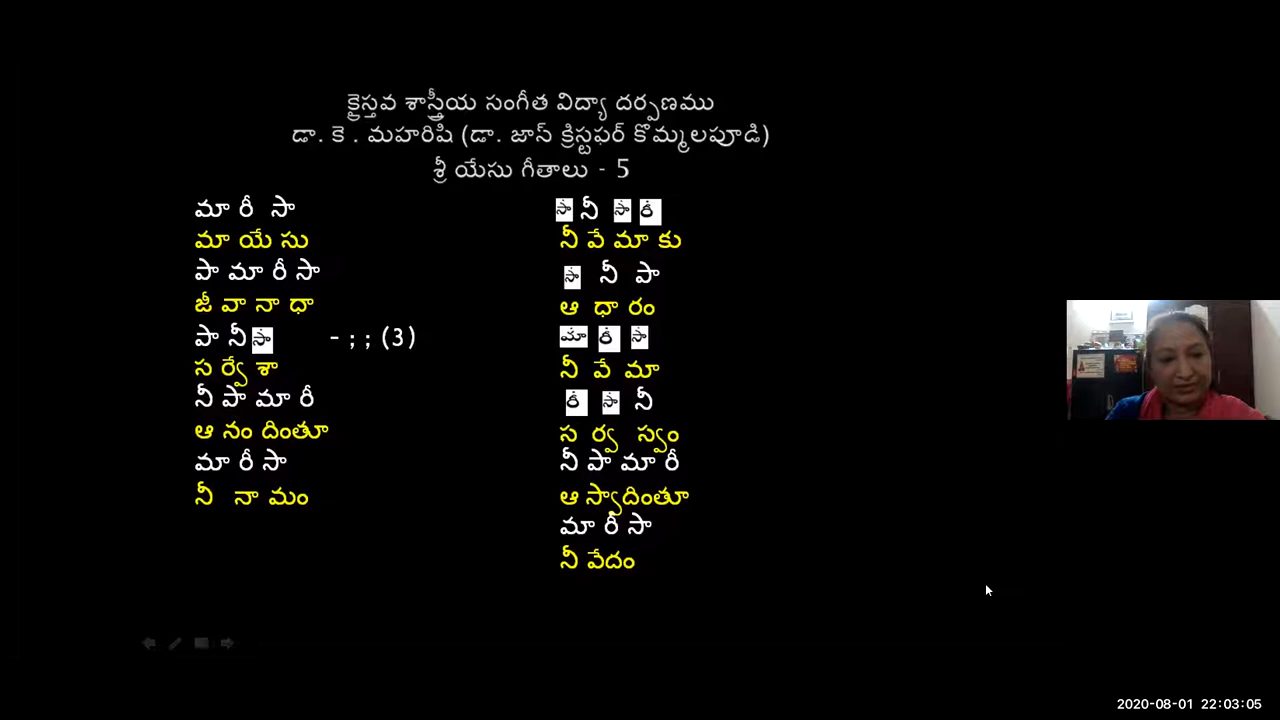 క్రైస్తవ శాస్త్రీయ సంగీత విద్యా దర్పణము
డా. కె . మహరిషి (డా. జాస్ క్రిస్టఫర్ కొమ్మలపూడి)
శ్రీ యేసు గీతాలు - 5
మా రీ సా
మా యే సు
పా మా రీ సా
జీ వా నా ధా
పా నీ సా - ; ; (3)
స ర్వే శా
నీ పా మా రీ
ఆ నం దింతూ
మా రీ సా
నీ నా మం
సా నీ సా రీ
నీ వే మా కు
సా నీ పా
ఆ ధా రం
మా రీ సా
నీ వే మా
రీ సా నీ
స ర్వ స్వం
నీ పా మా రీ
ఆ స్వాదింతూ
మా రీ సా
నీ వేదం
2020-08-01 22:03:05